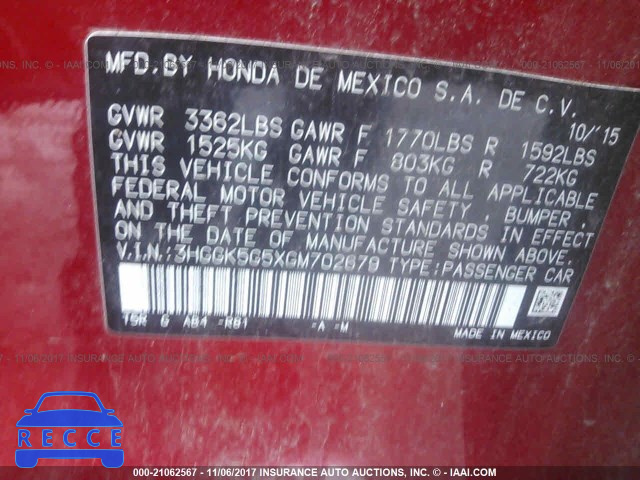 MFD. BY HONDA DE MEXICO S.A. DE C.V.
10/'15
GVWR 3362LBS GAWR F 1770LBS R 1592LBS
GVWR 1525KG GAWR F 803KG R 722KG
THIS VEHICLE CONFORMS TO ALL APPLICABLE
FEDERAL MOTOR VEHICLE SAFETY, BUMPER,
AND THEFT PREVENTION STANDARDS IN EFFECT
ON THE DATE OF MANUFACTURE SHOWN ABOVE.
V.I.N.: 3HGGK5G5XGM702679 TYPE: PASSENGER CAR
T5R G AB4 =RB1 =A =M
MADE IN MEXICO
RECCE
000-21062567 - 11/06/2017 INSURANCE AUTO AUCTIONS, INC. - © IAAI.COM